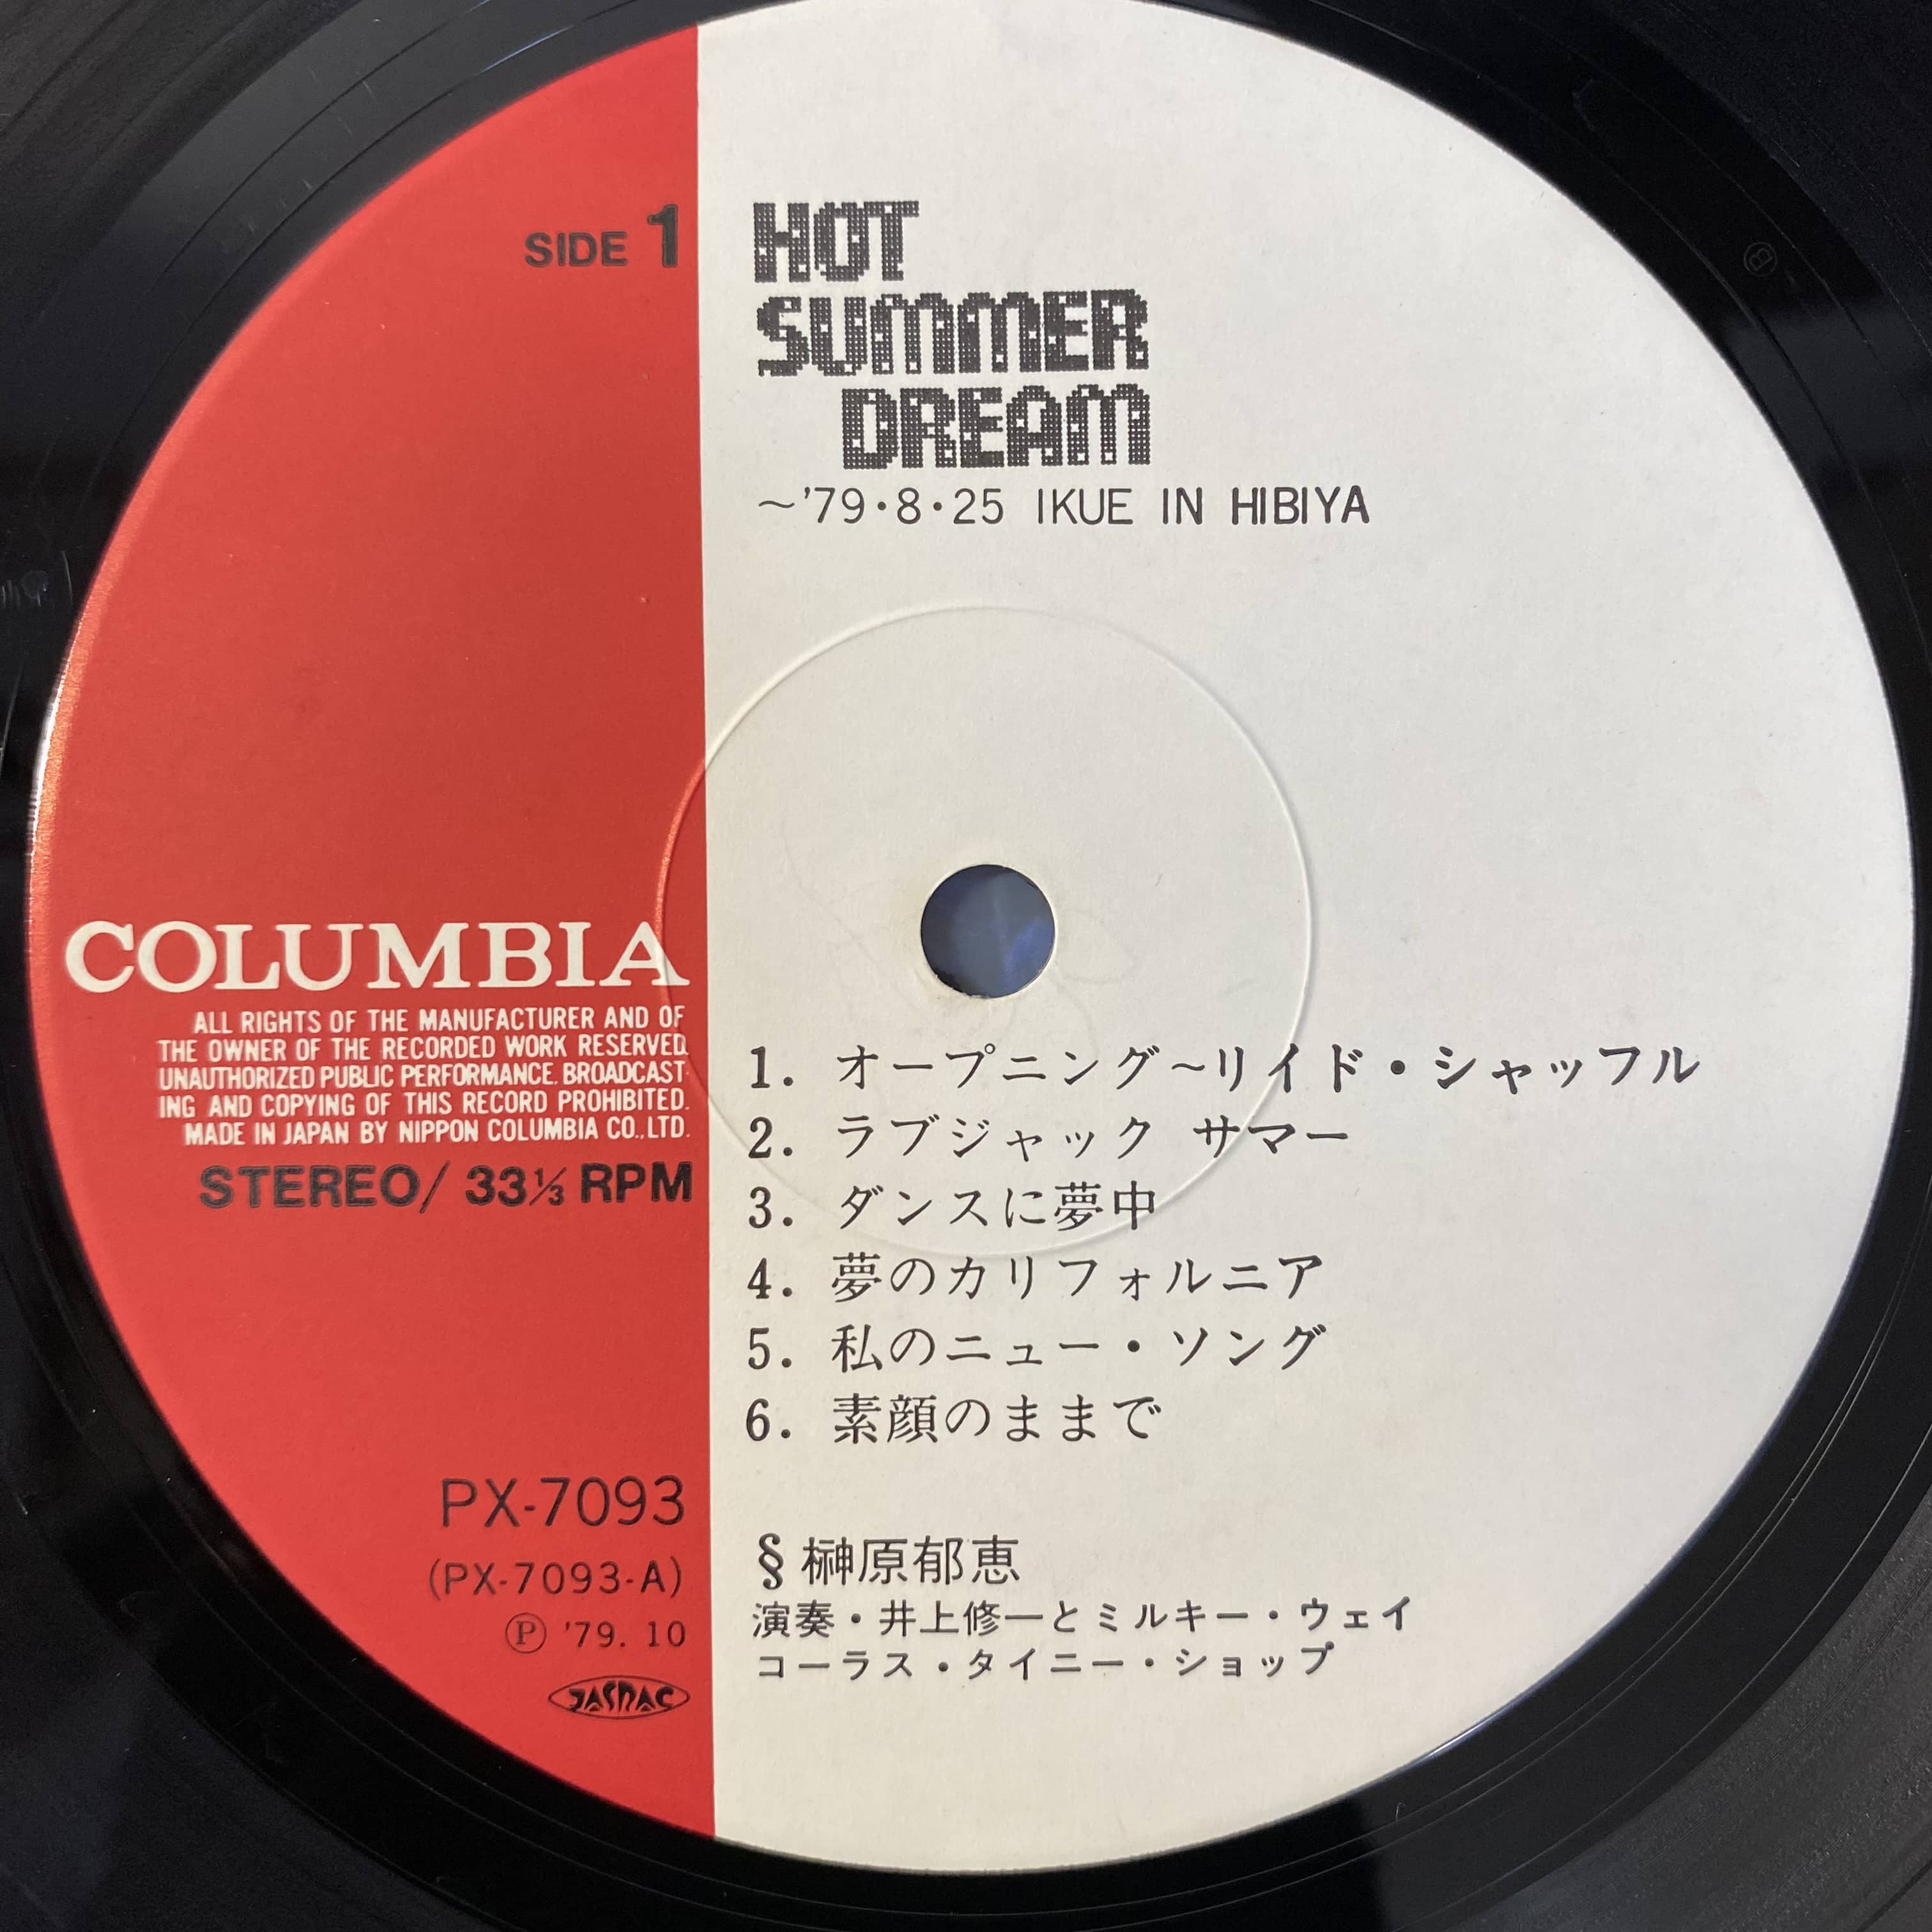 SIDE 1
HOT
SUMMER
DREAM
～'79・8・25 IKUE IN HIBIYA
COLUMBIA
ALL RIGHTS OF THE MANUFACTURER AND OF
THE OWNER OF THE RECORDED WORK RESERVED.
UNAUTHORIZED PUBLIC PERFORMANCE. BROADCAST-
ING AND COPYING OF THIS RECORD PROHIBITED.
MADE IN JAPAN BY NIPPON COLUMBIA CO.,LTD.
STEREO/ 33⅓ RPM
1. オープニング～リイド・シャッフル
2. ラブジャック サマー
3. ダンスに夢中
4. 夢のカリフォルニア
5. 私のニュー・ソング
6. 素顔のままで
PX-7093
(PX-7093-A)
Ⓟ '79. 10
JASRAC
§ 榊原郁恵
演奏・井上修一とミルキー・ウェイ
コーラス・タイニー・ショップ
B